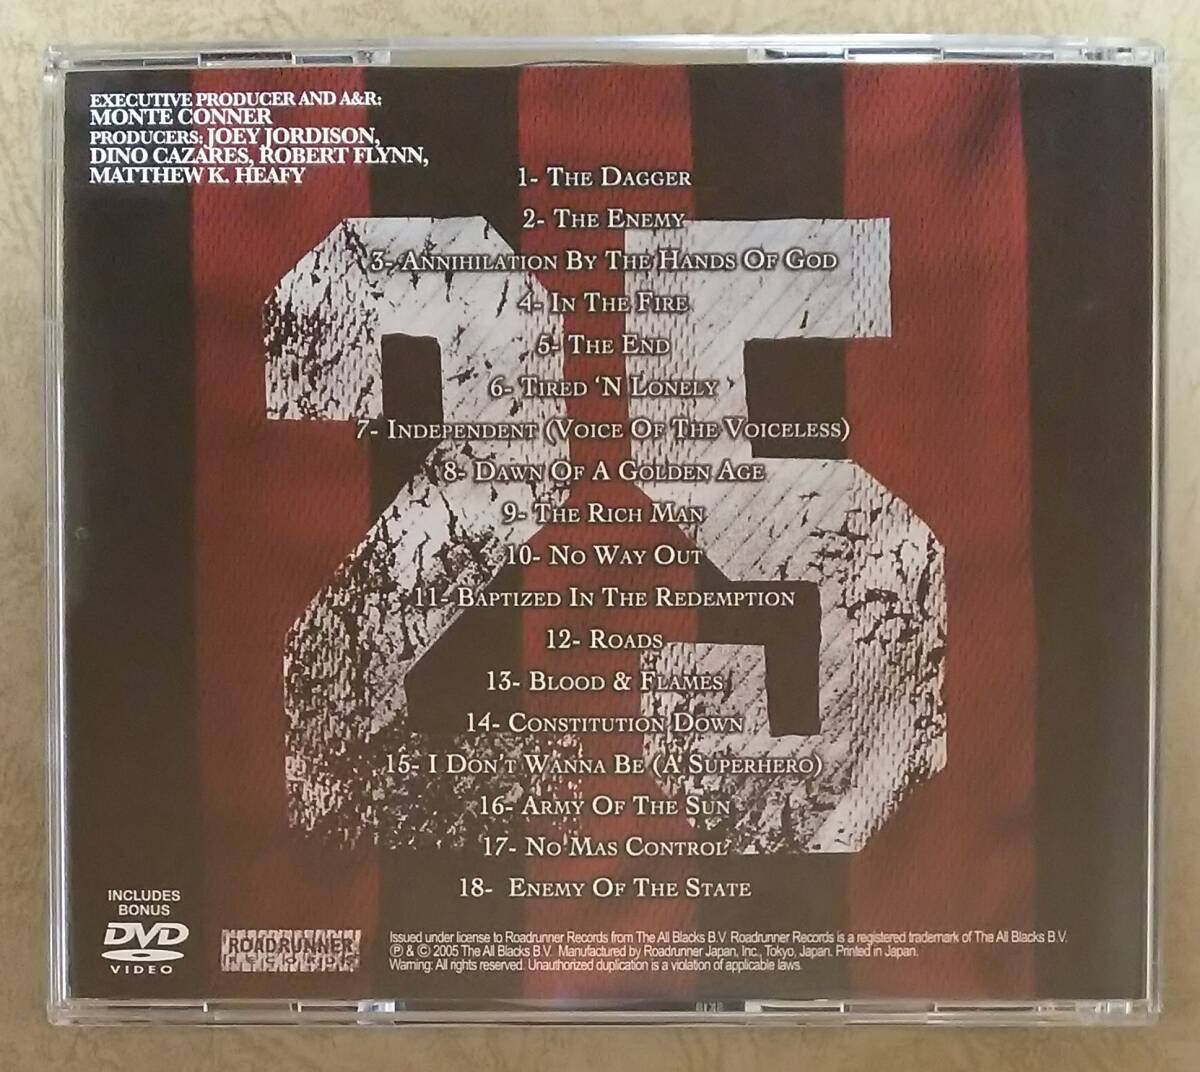 EXECUTIVE PRODUCER AND A&R:
MONTE CONNER
PRODUCERS: JOEY JORDISON,
DINO CAZARES, ROBERT FLYNN,
MATTHEW K. HEAFY
1- THE DAGGER
2- THE ENEMY
3- ANNIHILATION BY THE HANDS OF GOD
4- IN THE FIRE
5- THE END
6- TIRED ‘N LONELY
7- INDEPENDENT (VOICE OF THE VOICELESS)
8- DAWN OF A GOLDEN AGE
9- THE RICH MAN
10- NO WAY OUT
11- BAPTIZED IN THE REDEMPTION
12- ROADS
13- BLOOD & FLAMES
14- CONSTITUTION DOWN
15- I DON'T WANNA BE (A SUPERHERO)
16- ARMY OF THE SUN
17- NO MAS CONTROL
18- ENEMY OF THE STATE
25
INCLUDES
BONUS
DVD
VIDEO
ROADRUNNER
RECORDS
Issued under license to Roadrunner Records from The All Blacks B.V. Roadrunner Records is a registered trademark of The All Blacks B.V.
℗ & © 2005 The All Blacks B.V. Manufactured by Roadrunner Japan, Inc., Tokyo, Japan. Printed in Japan.
Warning: All rights reserved. Unauthorized duplication is a violation of applicable laws.